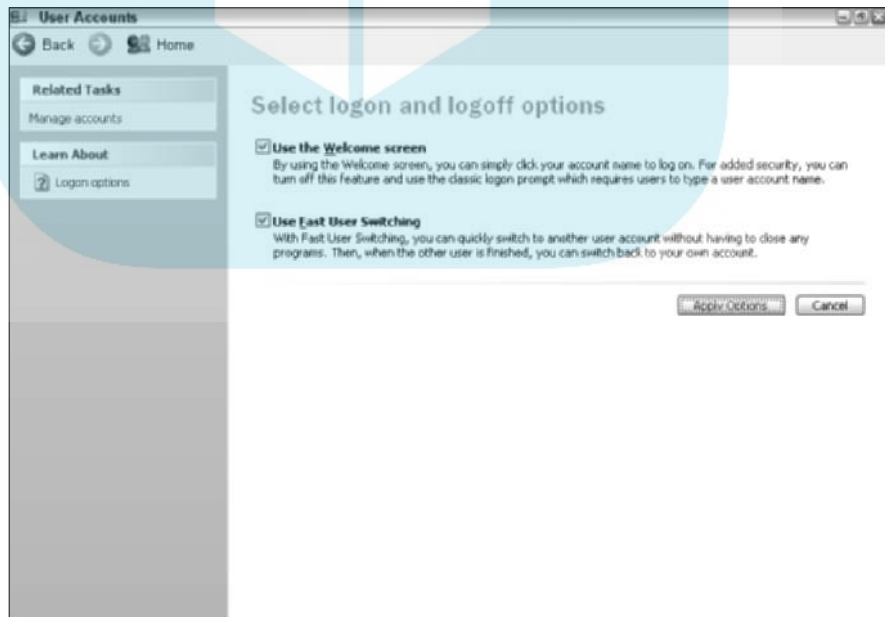 User Accounts
Back Home
Related Tasks
Manage accounts
Learn About
Logon options
Select logon and logoff options
Use the Welcome screen
By using the Welcome screen, you can simply click your account name to log on. For added security, you can
turn off this feature and use the classic logon prompt which requires users to type a user account name.
Use Fast User Switching
With Fast User Switching, you can quickly switch to another user account without having to close any
programs. Then, when the other user is finished, you can switch back to your own account.
Apply Options Cancel